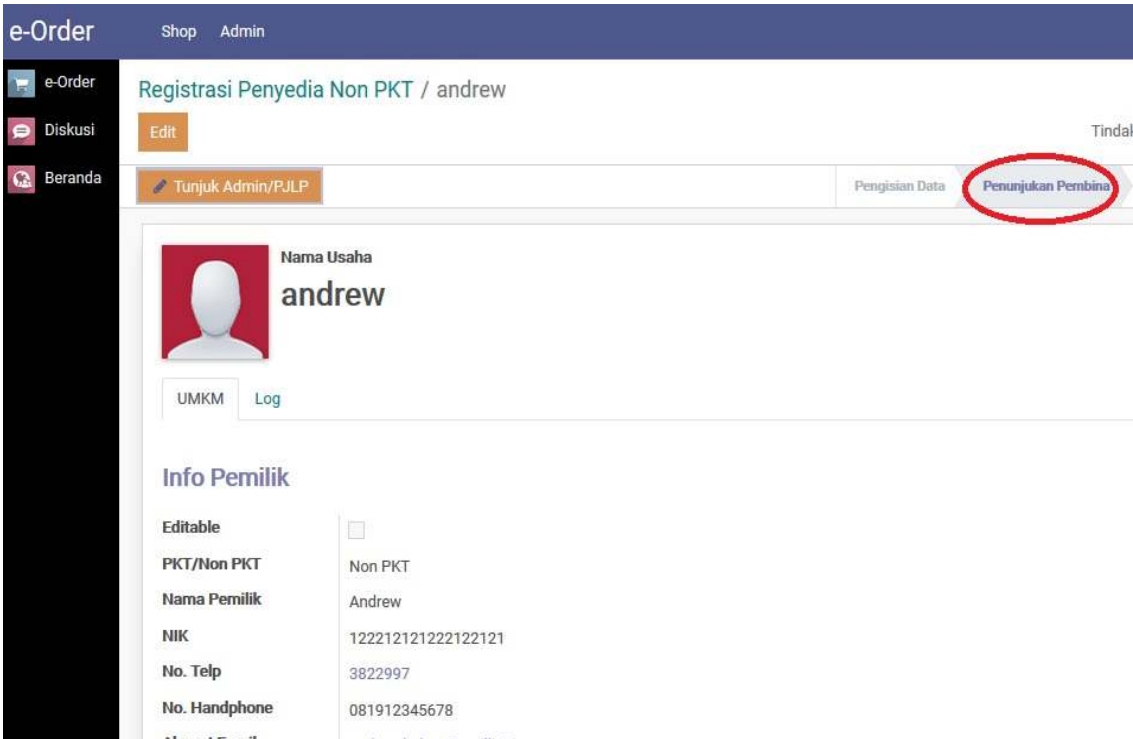 e-Order Shop Admin
e-Order
Diskusi
Beranda
Registrasi Penyedia Non PKT / andrew
Edit
Tunjuk Admin/PJLP
Pengisian Data Penunjukan Pembina
Nama Usaha
andrew
UMKM Log
Info Pemilik
Editable
PKT/Non PKT Non PKT
Nama Pemilik Andrew
NIK 122212121222122121
No. Telp 3822997
No. Handphone 081912345678